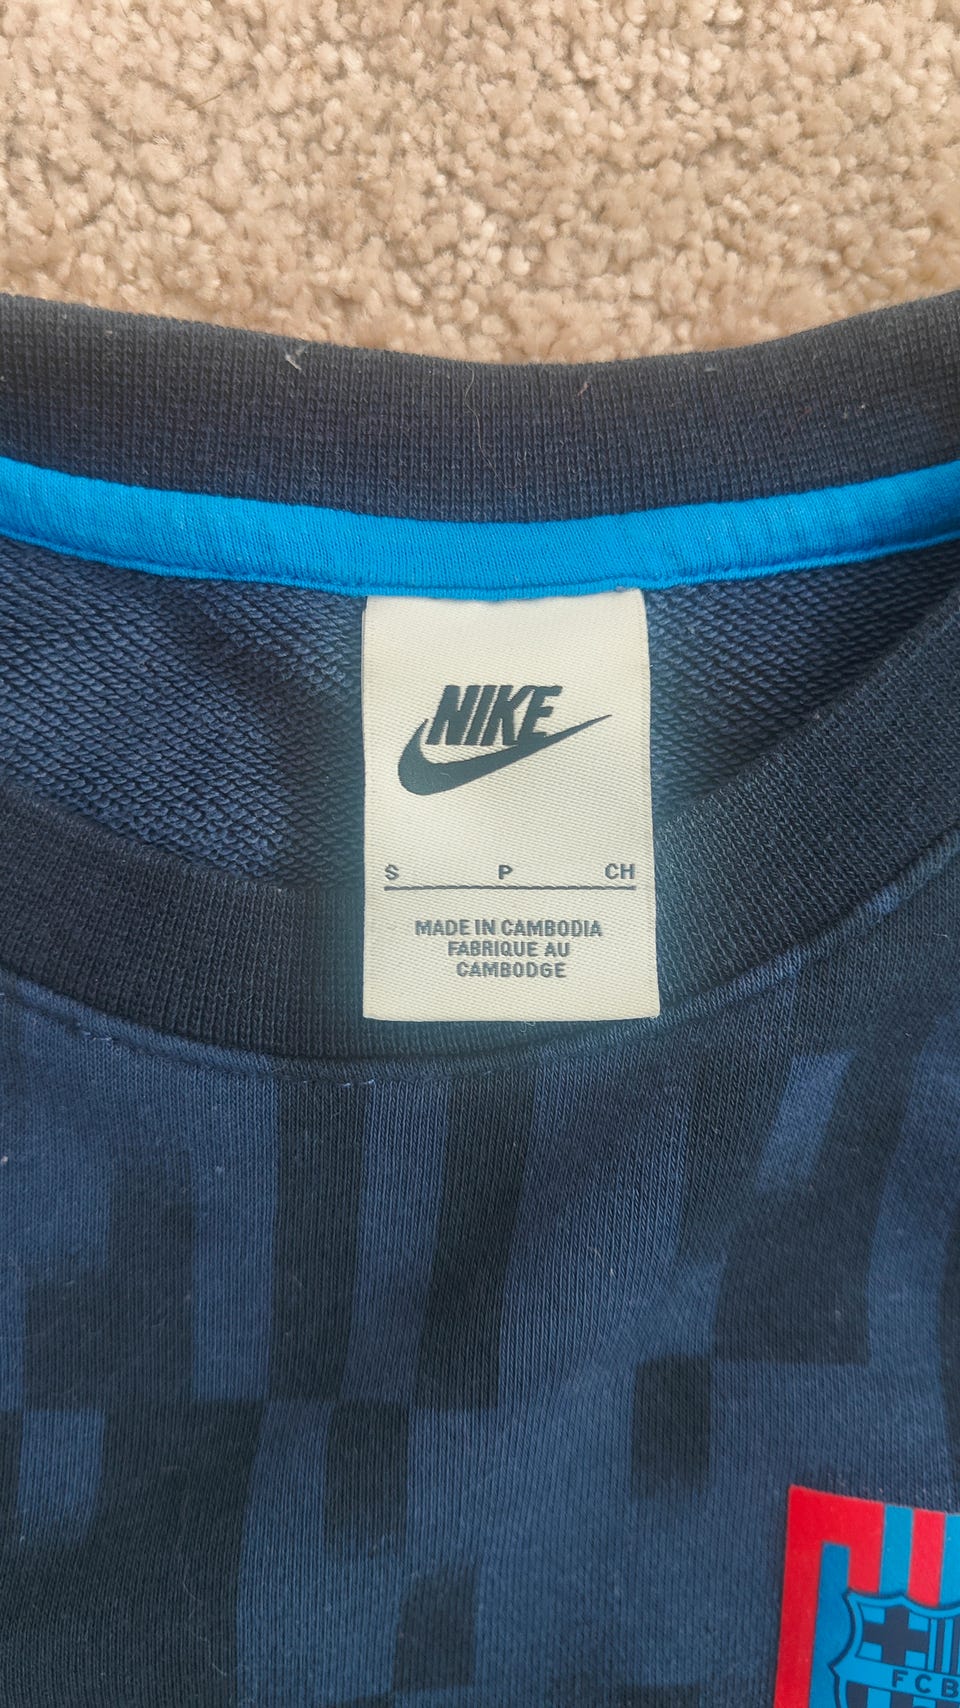 NIKE
S P CH
MADE IN CAMBODIA
FABRIQUE AU
CAMBODGE
FCB